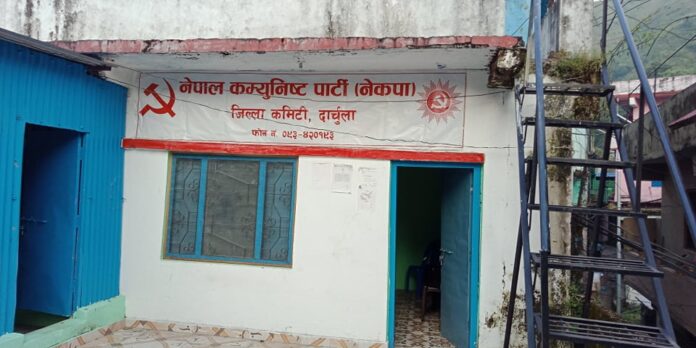 नेपाल कम्युनिष्ट पार्टी (नेकपा)
जिल्ला कमिटी, दार्चुला
फोन नं. ०९३-४२०१९३